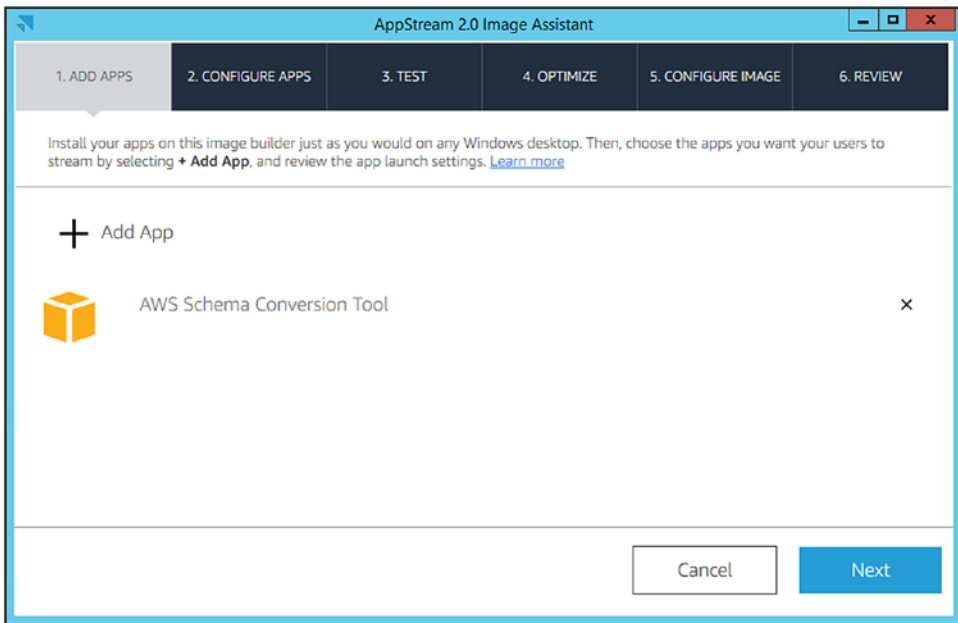 AppStream 2.0 Image Assistant
1. ADD APPS
2. CONFIGURE APPS
3. TEST
4. OPTIMIZE
5. CONFIGURE IMAGE
6. REVIEW
Install your apps on this image builder just as you would on any Windows desktop. Then, choose the apps you want your users to
stream by selecting + Add App, and review the app launch settings. Learn more
Add App
AWS Schema Conversion Tool
Cancel
Next